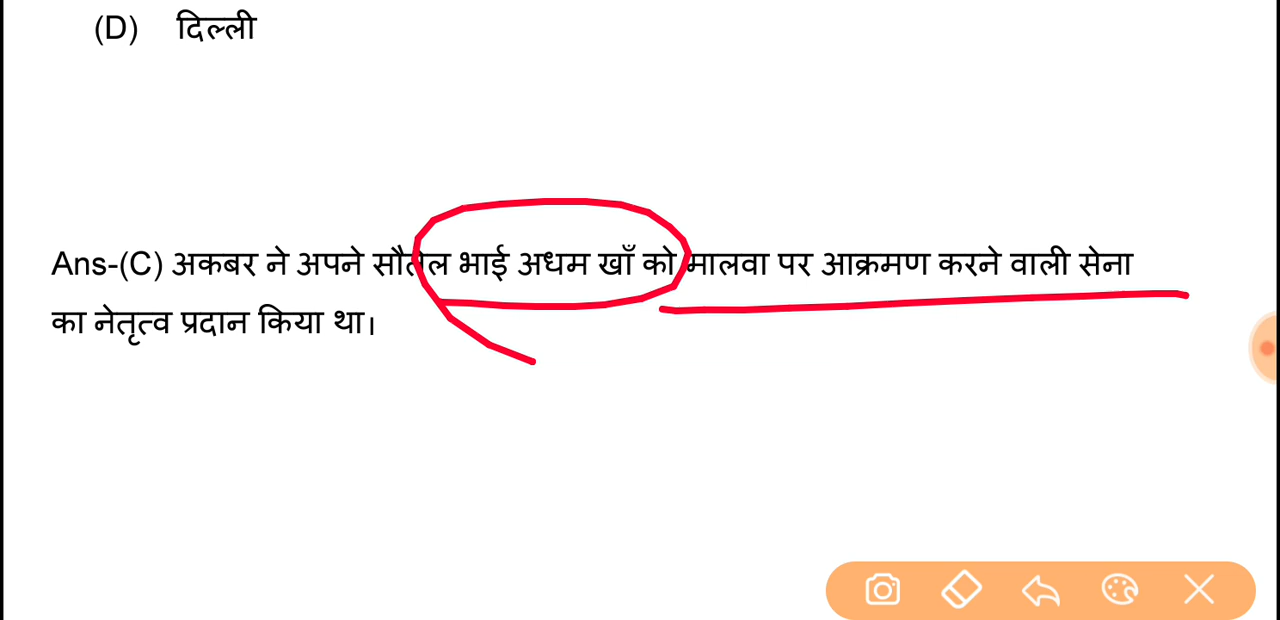 (D) दिल्ली
Ans-(C) अकबर ने अपने सौतेल भाई अधम खाँ को मालवा पर आक्रमण करने वाली सेना
का नेतृत्व प्रदान किया था।